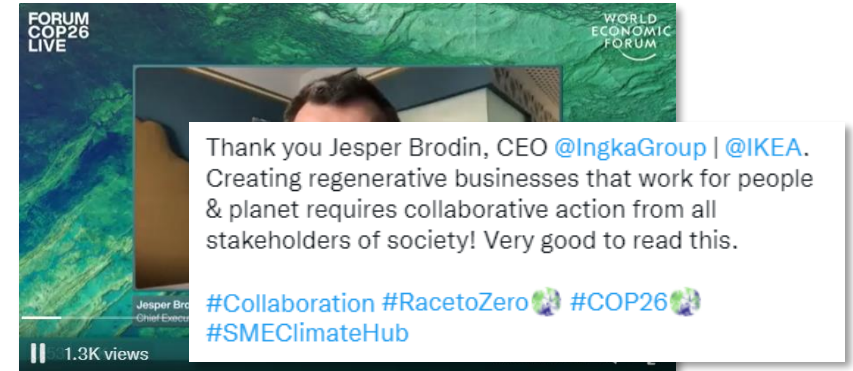 FORUM
COP26
LIVE
WORLD
ECONOMIC
FORUM
Thank you Jesper Brodin, CEO @IngkaGroup | @IKEA.
Creating regenerative businesses that work for people
& planet requires collaborative action from all
stakeholders of society! Very good to read this.
#Collaboration #RacetoZero #COP26
#SMEClimateHub
Jesper
Chief
1.3K views